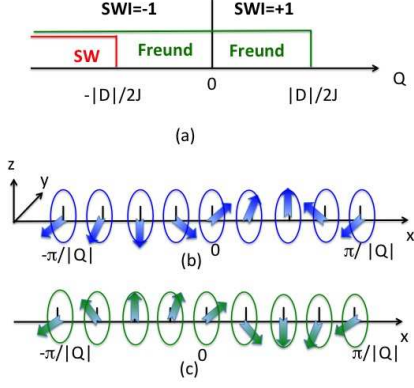 SWI=-1 SWI=+1
SW Freund Freund
-|D|/2J 0 |D|/2J Q
(a)
z
y
x
-π/|Q| 0 π/|Q|
(b)
x
-π/|Q| 0 π/|Q|
(c)